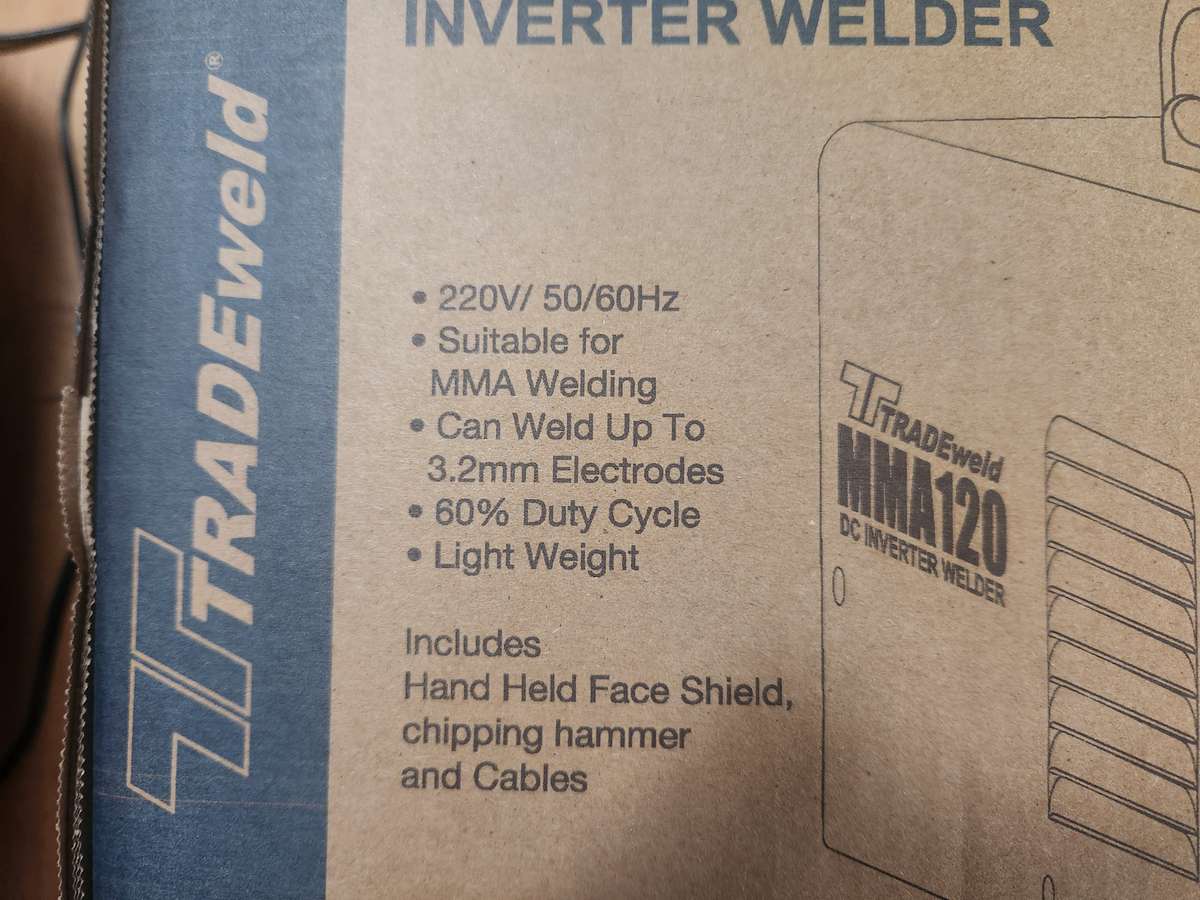 INVERTER WELDER
TRADEweld®
• 220V/ 50/60Hz
• Suitable for
MMA Welding
• Can Weld Up To
3.2mm Electrodes
• 60% Duty Cycle
• Light Weight
Includes
Hand Held Face Shield,
chipping hammer
and Cables
TRADEweld
MMA120
DC INVERTER WELDER